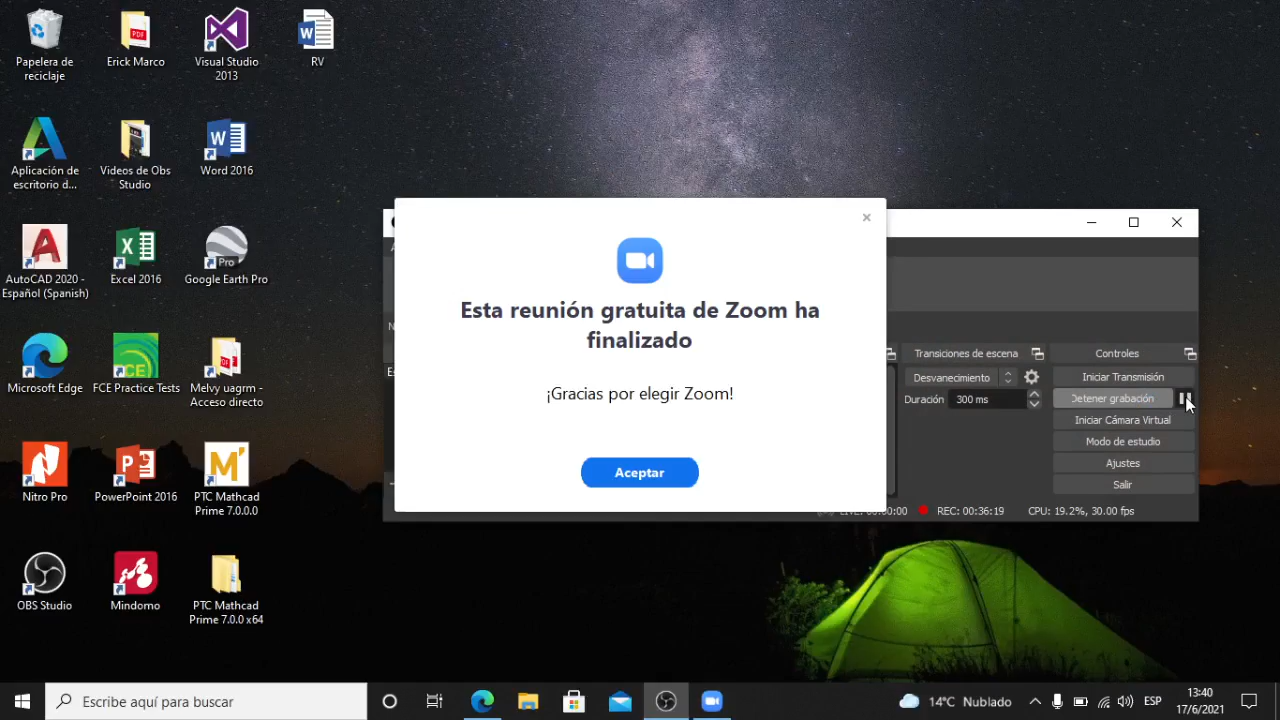 Papelera de
reciclaje
Erick Marco
Visual Studio
2013
RV
Aplicación de
escritorio d...
Videos de Obs
Studio
Word 2016
AutoCAD 2020 -
Español (Spanish)
Excel 2016
Google Earth Pro
Microsoft Edge
FCE Practice Tests
Melvy uagrm -
Acceso directo
Nitro Pro
PowerPoint 2016
PTC Mathcad
Prime 7.0.0.0
OBS Studio
Mindomo
PTC Mathcad
Prime 7.0.0 x64
Esta reunión gratuita de Zoom ha
finalizado
¡Gracias por elegir Zoom!
Aceptar
Transiciones de escena
Desvanecimiento
Duración 300 ms
Controles
Iniciar Transmisión
Detener grabación
Iniciar Cámara Virtual
Modo de estudio
Ajustes
Salir
LIVE: 00:00:00 REC: 00:36:19 CPU: 19.2%, 30.00 fps
Escribe aquí para buscar
14°C Nublado
ESP
13:40
17/6/2021